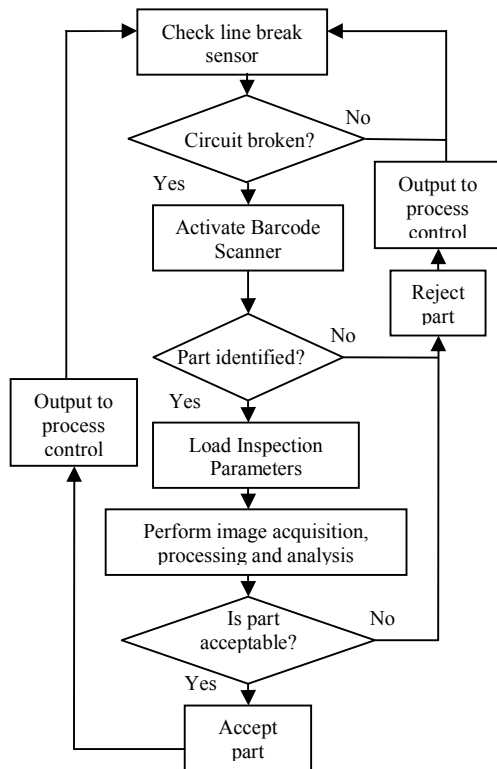 Check line break
sensor
No
Circuit broken?
Yes
Output to
process
control
Activate Barcode
Scanner
Reject
part
No
Part identified?
Yes
Output to
process
control
Load Inspection
Parameters
Perform image acquisition,
processing and analysis
Is part
acceptable?
No
Yes
Accept
part